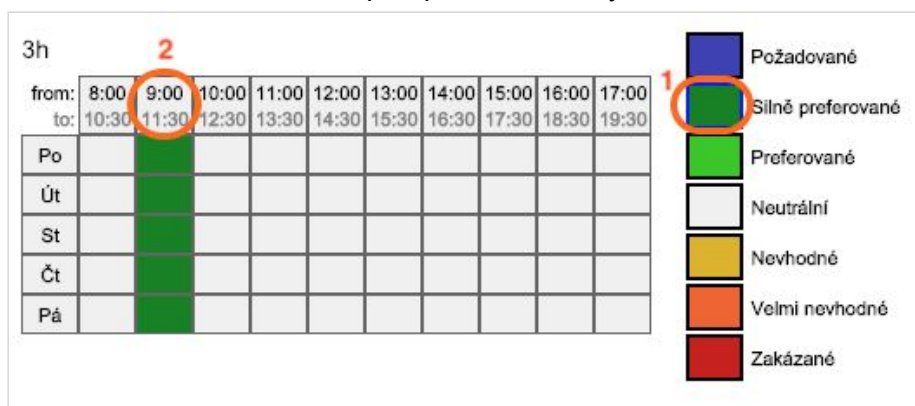 3h
2
from: 8:00 9:00 10:00 11:00 12:00 13:00 14:00 15:00 16:00 17:00
to: 10:30 11:30 12:30 13:30 14:30 15:30 16:30 17:30 18:30 19:30
Po
Út
St
Čt
Pá
Požadované
1
Silně preferované
Preferované
Neutrální
Nevhodné
Velmi nevhodné
Zakázané